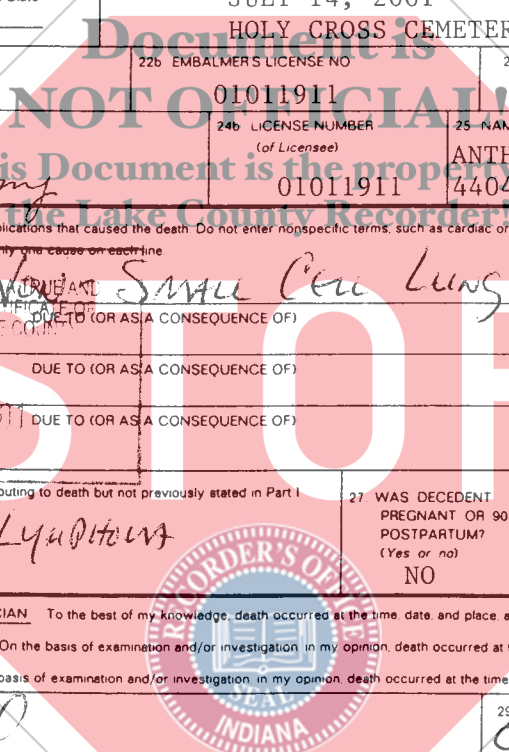 JULY 14, 2001
HOLY CROSS CEMETER
Document is
22b EMBALMER'S LICENSE NO
01011911
NOT OFFICIAL!
24b LICENSE NUMBER
(of Licensee)
01011911
25 NAM
ANTH
4404
is Document is the prope
the Lake County Recorder!
plications that caused the death. Do not enter nonspecific terms, such as cardiac or
nly one cause on each line
TRUE AND
SMALL CELL LUNG
DUE TO (OR AS A CONSEQUENCE OF)
DUE TO (OR AS A CONSEQUENCE OF)
DUE TO (OR AS A CONSEQUENCE OF)
STOP
outing to death but not previously stated in Part I
27. WAS DECEDENT
PREGNANT OR 90
POSTPARTUM?
(Yes or no)
NO
RECORDER'S OFFICE
SEAL
INDIANA
CIAN To the best of my knowledge, death occurred at the time, date, and place, a
On the basis of examination and/or investigation, in my opinion, death occurred at
basis of examination and/or investigation, in my opinion, death occurred at the time
29